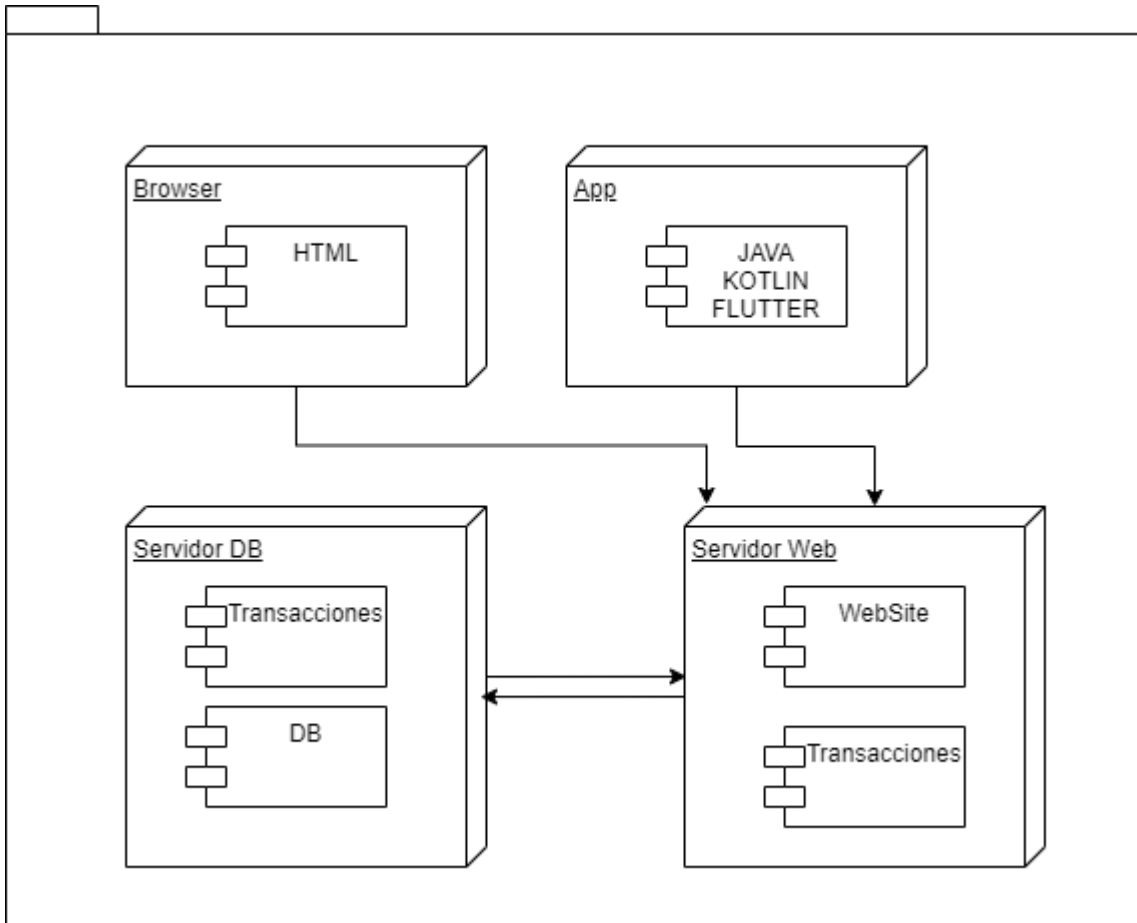 Browser
HTML
App
JAVA
KOTLIN
FLUTTER
Servidor DB
Transacciones
DB
Servidor Web
WebSite
Transacciones